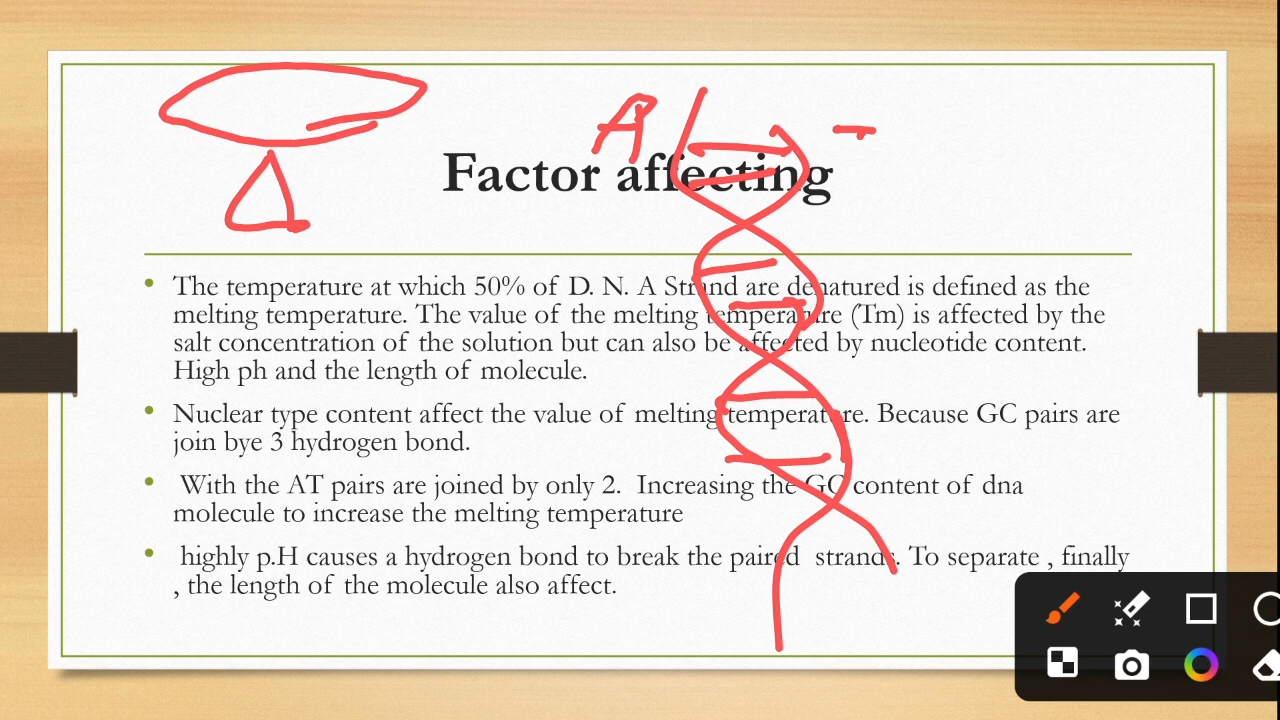 A
Factor affecting
• The temperature at which 50% of D. N. A Strand are denatured is defined as the
melting temperature. The value of the melting temperature (Tm) is affected by the
salt concentration of the solution but can also be affected by nucleotide content.
High ph and the length of molecule.
• Nuclear type content affect the value of melting temperature. Because GC pairs are
join bye 3 hydrogen bond.
• With the AT pairs are joined by only 2. Increasing the GC content of dna
molecule to increase the melting temperature
• highly p.H causes a hydrogen bond to break the paired strands. To separate , finally
, the length of the molecule also affect.